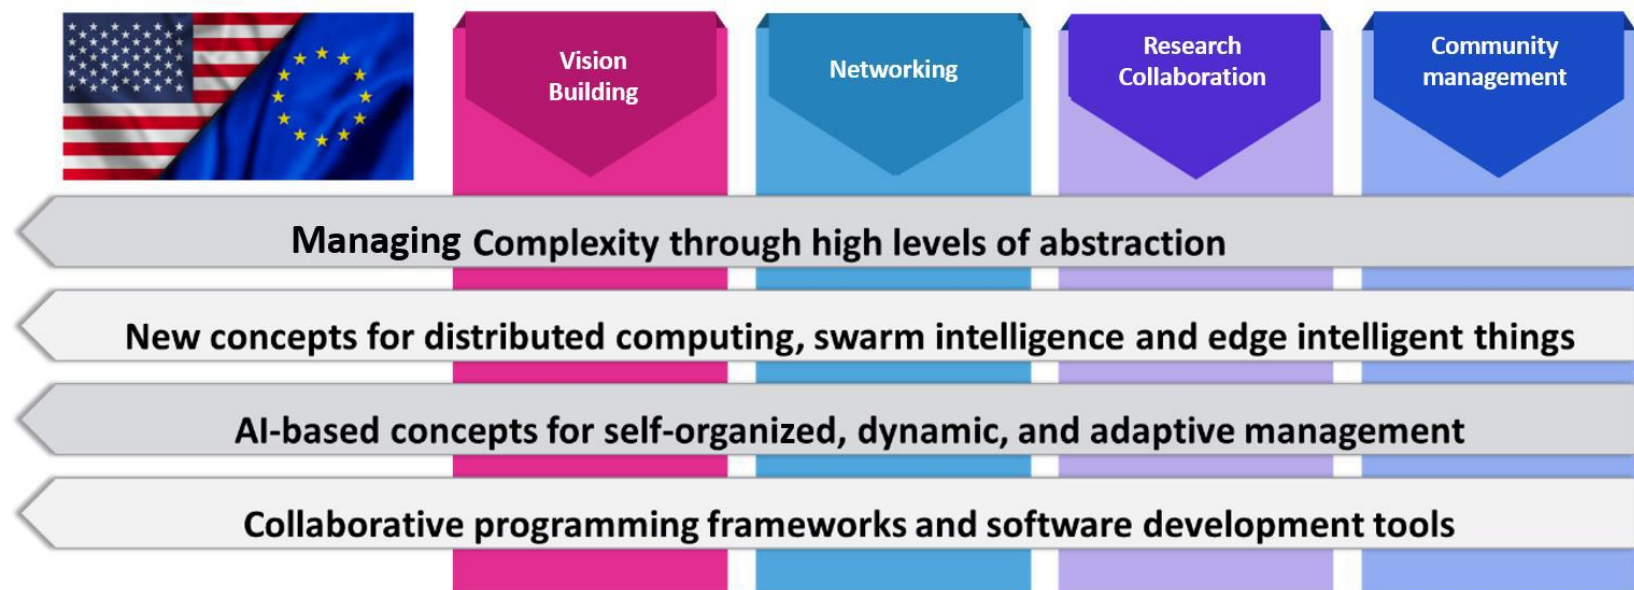 Vision
Building
Networking
Research
Collaboration
Community
management
Managing Complexity through high levels of abstraction
New concepts for distributed computing, swarm intelligence and edge intelligent things
AI-based concepts for self-organized, dynamic, and adaptive management
Collaborative programming frameworks and software development tools